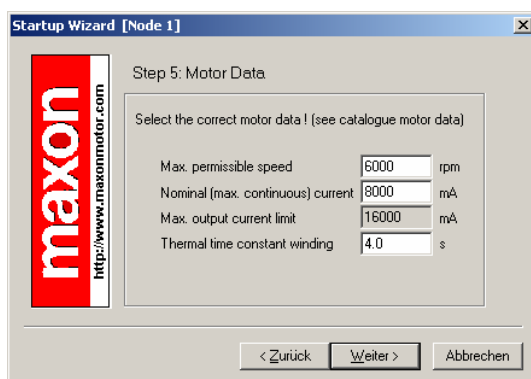 Startup Wizard [Node 1]
maxon
http://www.maxonmotor.com
Step 5: Motor Data
Select the correct motor data ! (see catalogue motor data)
Max. permissible speed 6000 rpm
Nominal (max. continuous) current 8000 mA
Max. output current limit 16000 mA
Thermal time constant winding 4.0 s
< Zurück Weiter > Abbrechen